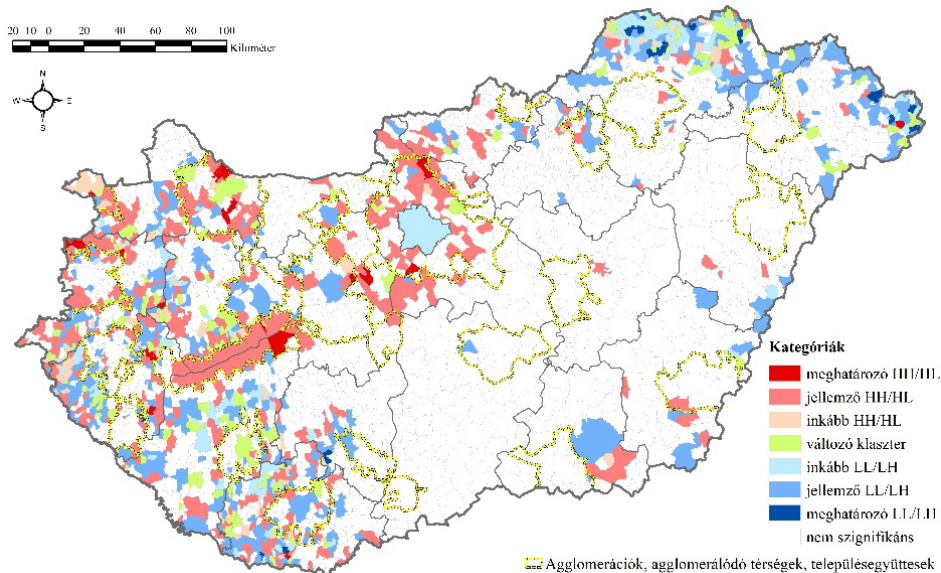 20 10 0 20 40 60 80 100
Kilométer
N
W E
S
Kategóriák
meghatározó HH/HL
jellemző HH/HL
inkább HH/HL
változó klaszter
inkább LL/LH
jellemző LL/LH
meghatározó LL/LH
nem szignifikáns
Agglomerációk, agglomerálódó térségek, településegyüttesek